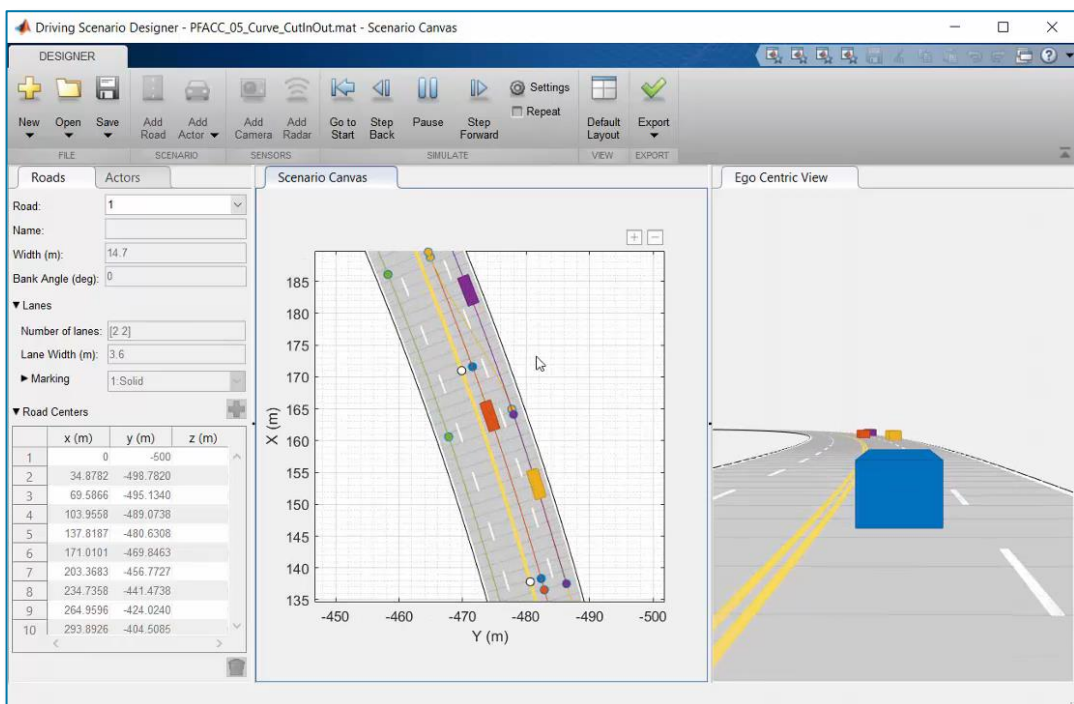 Driving Scenario Designer - PFACC_05_Curve_CutInOut.mat - Scenario Canvas
DESIGNER
New
Open
Save
Add Road
Add Actor
Add Camera
Add Radar
Go to Start
Step Back
Pause
Step Forward
Settings
Repeat
Default Layout
Export
FILE
SCENARIO
SENSORS
SIMULATE
VIEW
EXPORT
Roads
Actors
Road:
1
Name:
Width (m):
14.7
Bank Angle (deg):
0
Lanes
Number of lanes:
[2 2]
Lane Width (m):
3.6
Marking
1:Solid
Road Centers
x (m) y (m) z (m)
1 0 -500
2 34.8782 -498.7820
3 69.5866 -495.1340
4 103.9558 -489.0738
5 137.8187 -480.6308
6 171.0101 -469.8463
7 203.3683 -456.7727
8 234.7358 -441.4738
9 264.9596 -424.0240
10 293.8926 -404.5085
Scenario Canvas
X (m)
185
180
175
170
165
160
155
150
145
140
135
-450 -460 -470 -480 -490 -500
Y (m)
Ego Centric View